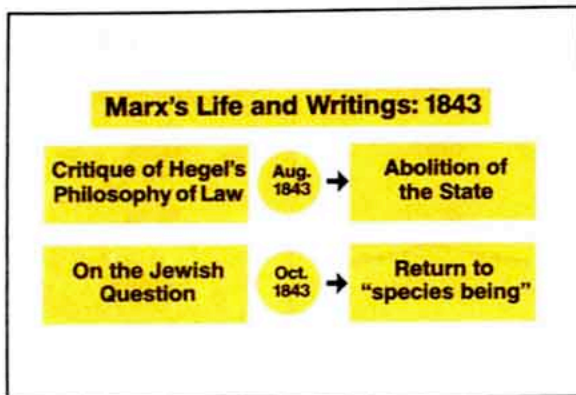 Marx's Life and Writings: 1843
Critique of Hegel's
Philosophy of Law
Aug.
1843
Abolition of
the State
On the Jewish
Question
Oct.
1843
Return to
"species being"